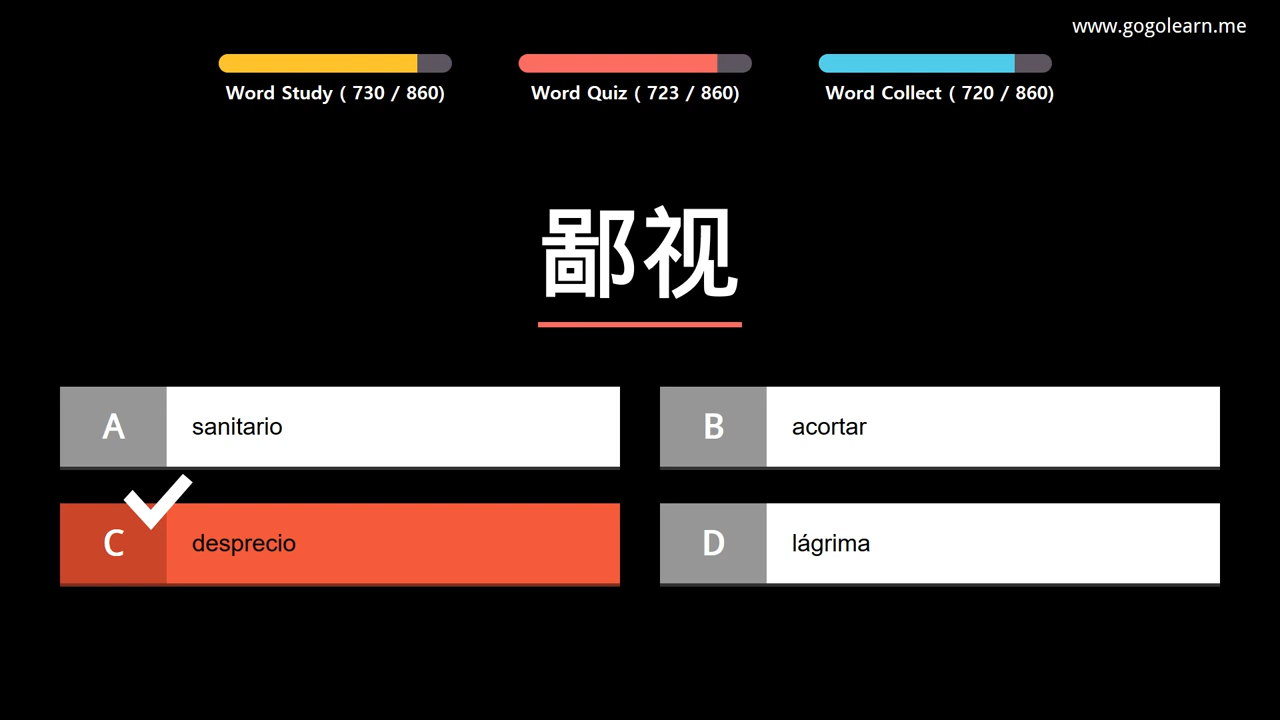 www.gogolearn.me
Word Study ( 730 / 860)
Word Quiz ( 723 / 860)
Word Collect ( 720 / 860)
鄙视
A sanitario
B acortar
C desprecio
D lágrima